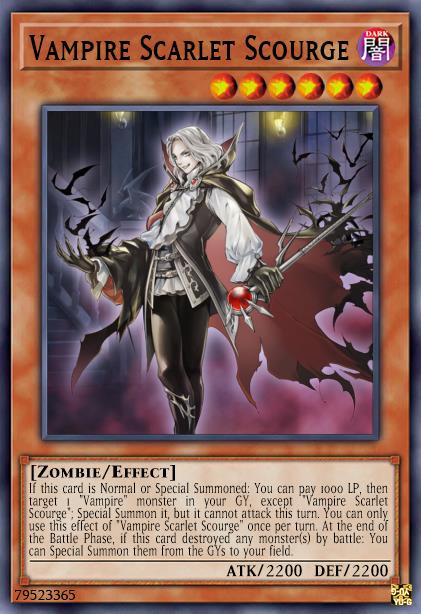 Vampire Scarlet Scourge
DARK
闇
[Zombie/Effect]
If this card is Normal or Special Summoned: You can pay 1000 LP, then
target 1 "Vampire" monster in your GY, except "Vampire Scarlet
Scourge"; Special Summon it, but it cannot attack this turn. You can only
use this effect of "Vampire Scarlet Scourge" once per turn. At the end of
the Battle Phase, if this card destroyed any monster(s) by battle: You
can Special Summon them from the GYs to your field.
ATK/2200 DEF/2200
79523365